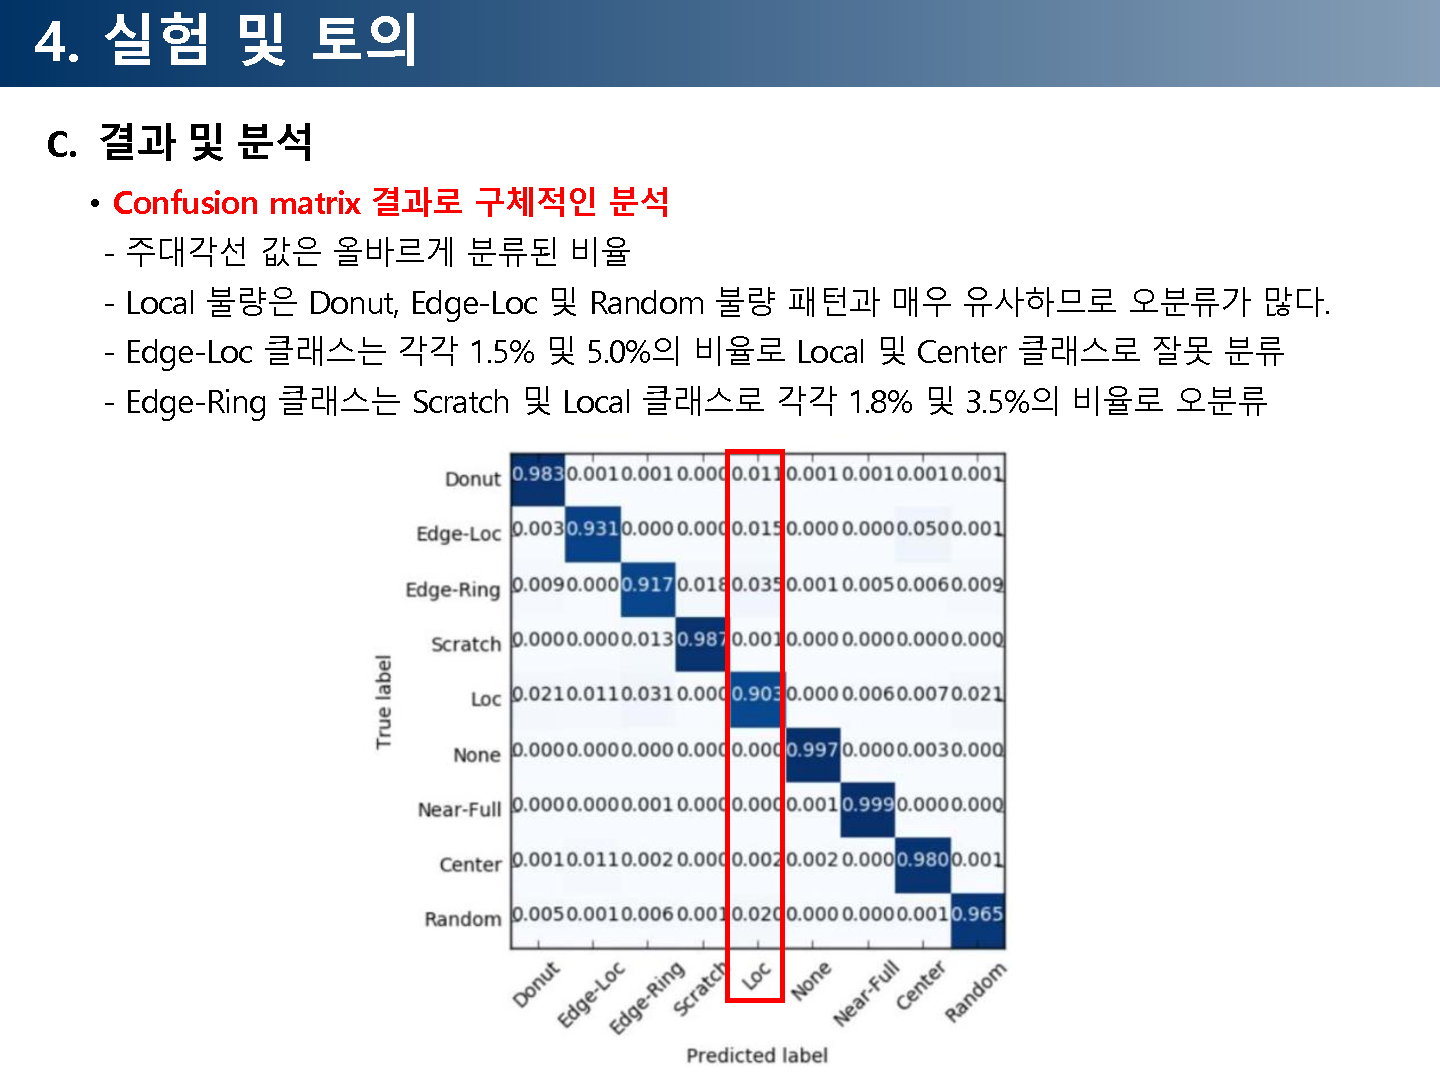 4. 실험 및 토의
C. 결과 및 분석
• Confusion matrix 결과로 구체적인 분석
- 주대각선 값은 올바르게 분류된 비율
- Local 불량은 Donut, Edge-Loc 및 Random 불량 패턴과 매우 유사하므로 오분류가 많다.
- Edge-Loc 클래스는 각각 1.5% 및 5.0%의 비율로 Local 및 Center 클래스로 잘못 분류
- Edge-Ring 클래스는 Scratch 및 Local 클래스로 각각 1.8% 및 3.5%의 비율로 오분류
True label
Donut 0.983 0.001 0.001 0.000 0.011 0.001 0.001 0.001 0.001
Edge-Loc 0.003 0.931 0.000 0.000 0.015 0.000 0.000 0.050 0.001
Edge-Ring 0.009 0.000 0.917 0.018 0.035 0.001 0.005 0.006 0.009
Scratch 0.000 0.000 0.013 0.987 0.001 0.000 0.000 0.000 0.000
Loc 0.021 0.011 0.031 0.000 0.903 0.000 0.006 0.007 0.021
None 0.000 0.000 0.000 0.000 0.000 0.997 0.000 0.003 0.000
Near-Full 0.000 0.000 0.001 0.000 0.000 0.001 0.999 0.000 0.000
Center 0.001 0.011 0.002 0.000 0.002 0.002 0.000 0.980 0.001
Random 0.005 0.001 0.006 0.001 0.020 0.000 0.000 0.001 0.965
Donut Edge-Loc Edge-Ring Scratch Loc None Near-Full Center Random
Predicted label